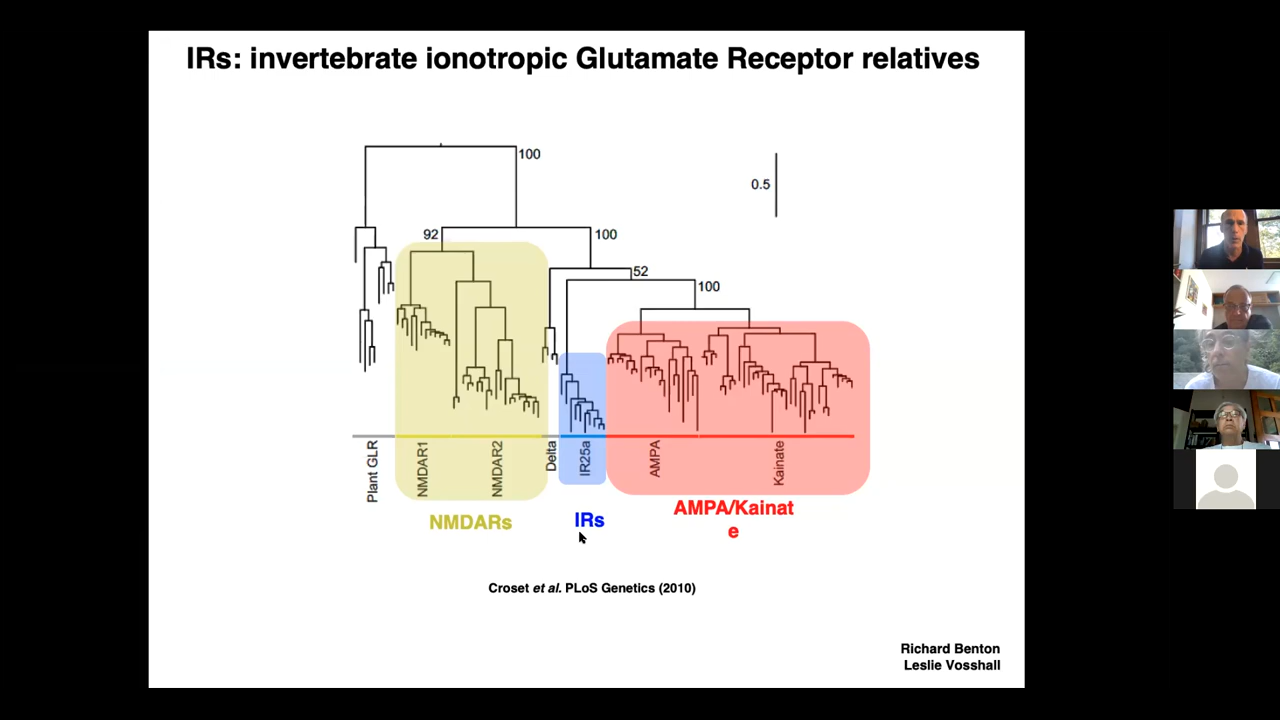 IRs: invertebrate ionotropic Glutamate Receptor relatives
100
0.5
92
100
52
100
Plant GLR
NMDAR1
NMDAR2
Delta
IR25a
AMPA
Kainate
NMDARs
IRs
AMPA/Kainat
e
Croset et al. PLoS Genetics (2010)
Richard Benton
Leslie Vosshall